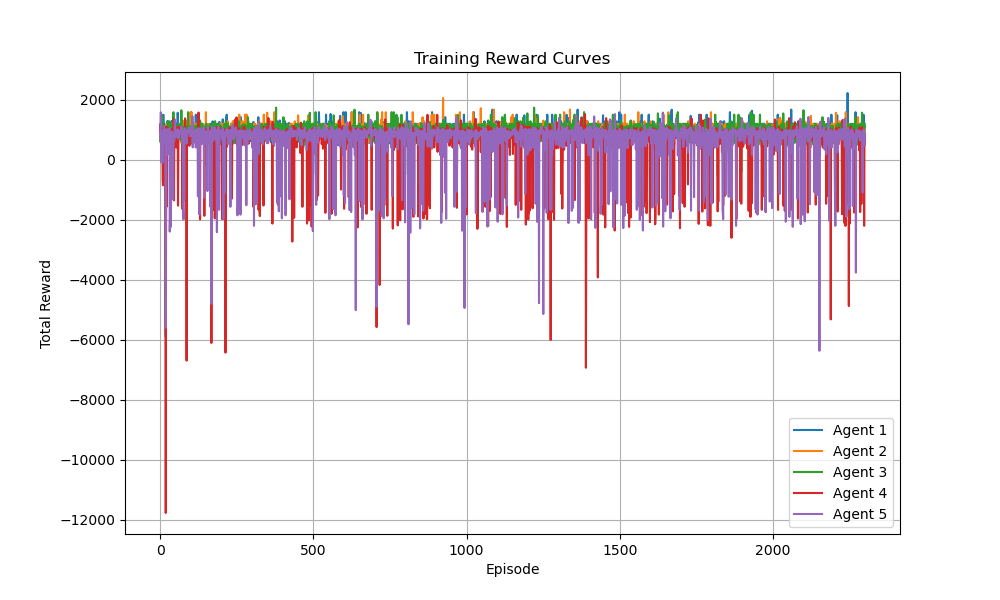 Training Reward Curves
Total Reward
2000
0
−2000
−4000
−6000
−8000
−10000
−12000
0
500
1000
1500
2000
Episode
Agent 1
Agent 2
Agent 3
Agent 4
Agent 5